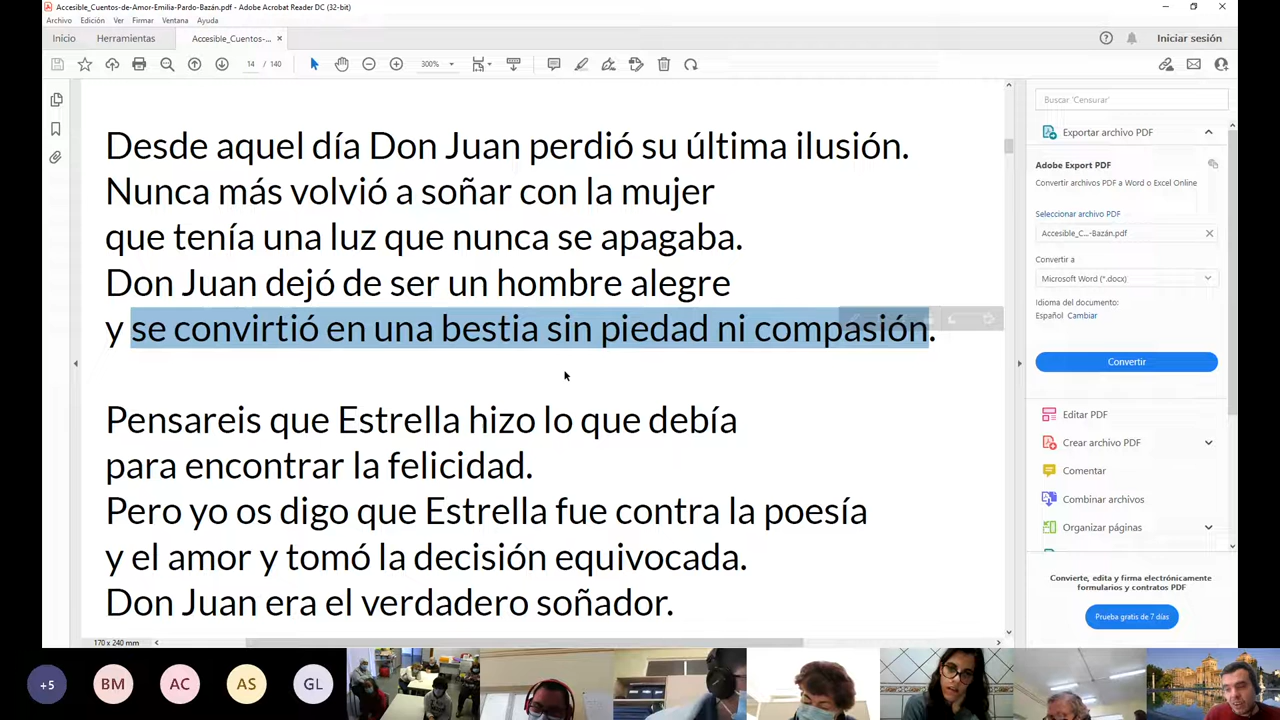 Accesible_Cuentos-de-Amor-Emilia-Pardo-Bazán.pdf - Adobe Acrobat Reader DC (32-bit)
Archivo Edición Ver Firmar Ventana Ayuda
Inicio Herramientas Accesible_Cuentos-... × Iniciar sesión
14 / 140 300%
Desde aquel día Don Juan perdió su última ilusión.
Nunca más volvió a soñar con la mujer
que tenía una luz que nunca se apagaba.
Don Juan dejó de ser un hombre alegre
y se convirtió en una bestia sin piedad ni compasión.
Pensareis que Estrella hizo lo que debía
para encontrar la felicidad.
Pero yo os digo que Estrella fue contra la poesía
y el amor y tomó la decisión equivocada.
Don Juan era el verdadero soñador.
170 x 240 mm
Buscar 'Censurar'
Exportar archivo PDF
Adobe Export PDF
Convertir archivos PDF a Word o Excel Online
Seleccionar archivo PDF
Accesible_C...-Bazán.pdf
Convertir a
Microsoft Word (*.docx)
Idioma del documento:
Español Cambiar
Convertir
Editar PDF
Crear archivo PDF
Comentar
Combinar archivos
Organizar páginas
Convierte, edita y firma electrónicamente
formularios y contratos PDF
Prueba gratis de 7 días
+5 BM AC AS GL